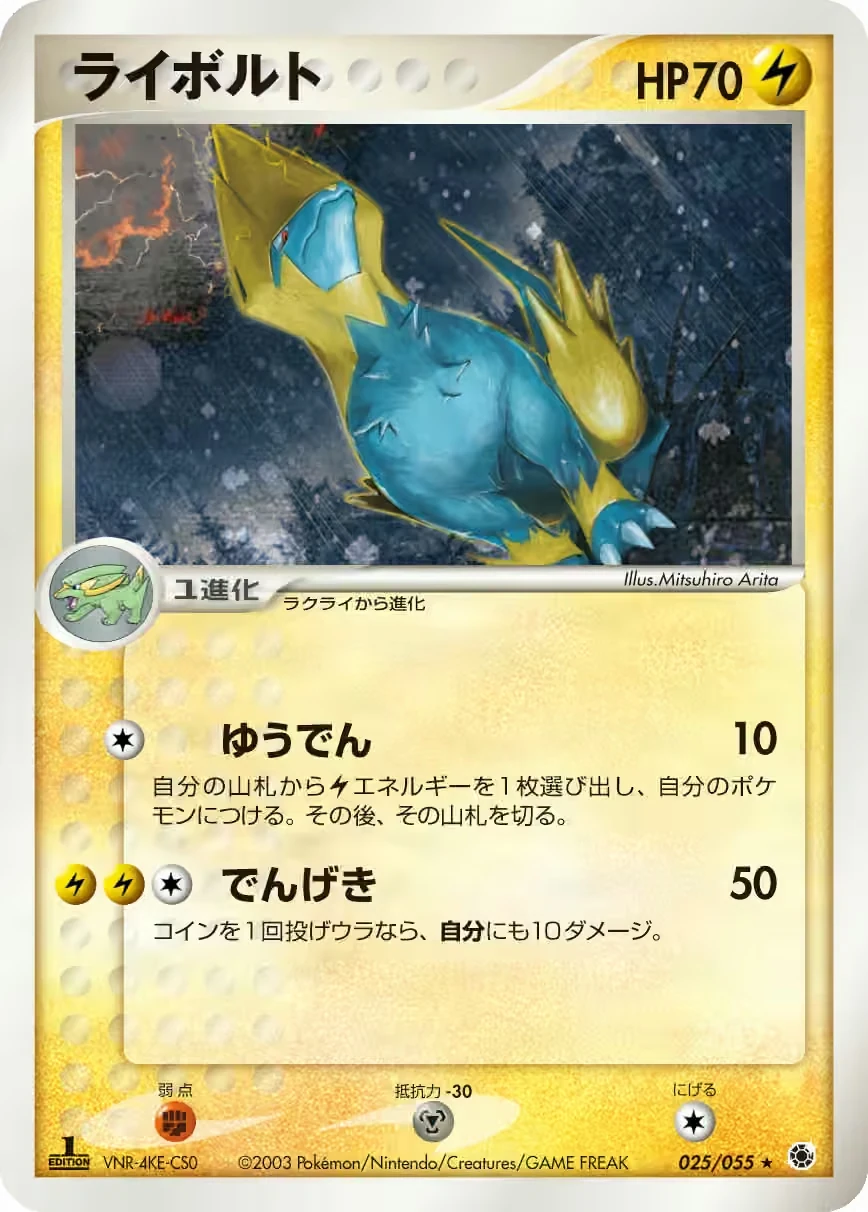 ライボルト HP70
Illus.Mitsuhiro Arita
1進化
ラクライから進化
ゆうでん 10
自分の山札からエネルギーを1枚選び出し、自分のポケ
モンにつける。その後、その山札を切る。
でんげき 50
コインを1回投げウラなら、自分にも10ダメージ。
弱点 抵抗力 -30 にげる
1 EDITION VNR-4KE-CS0 ©2003 Pokémon/Nintendo/Creatures/GAME FREAK 025/055 ★